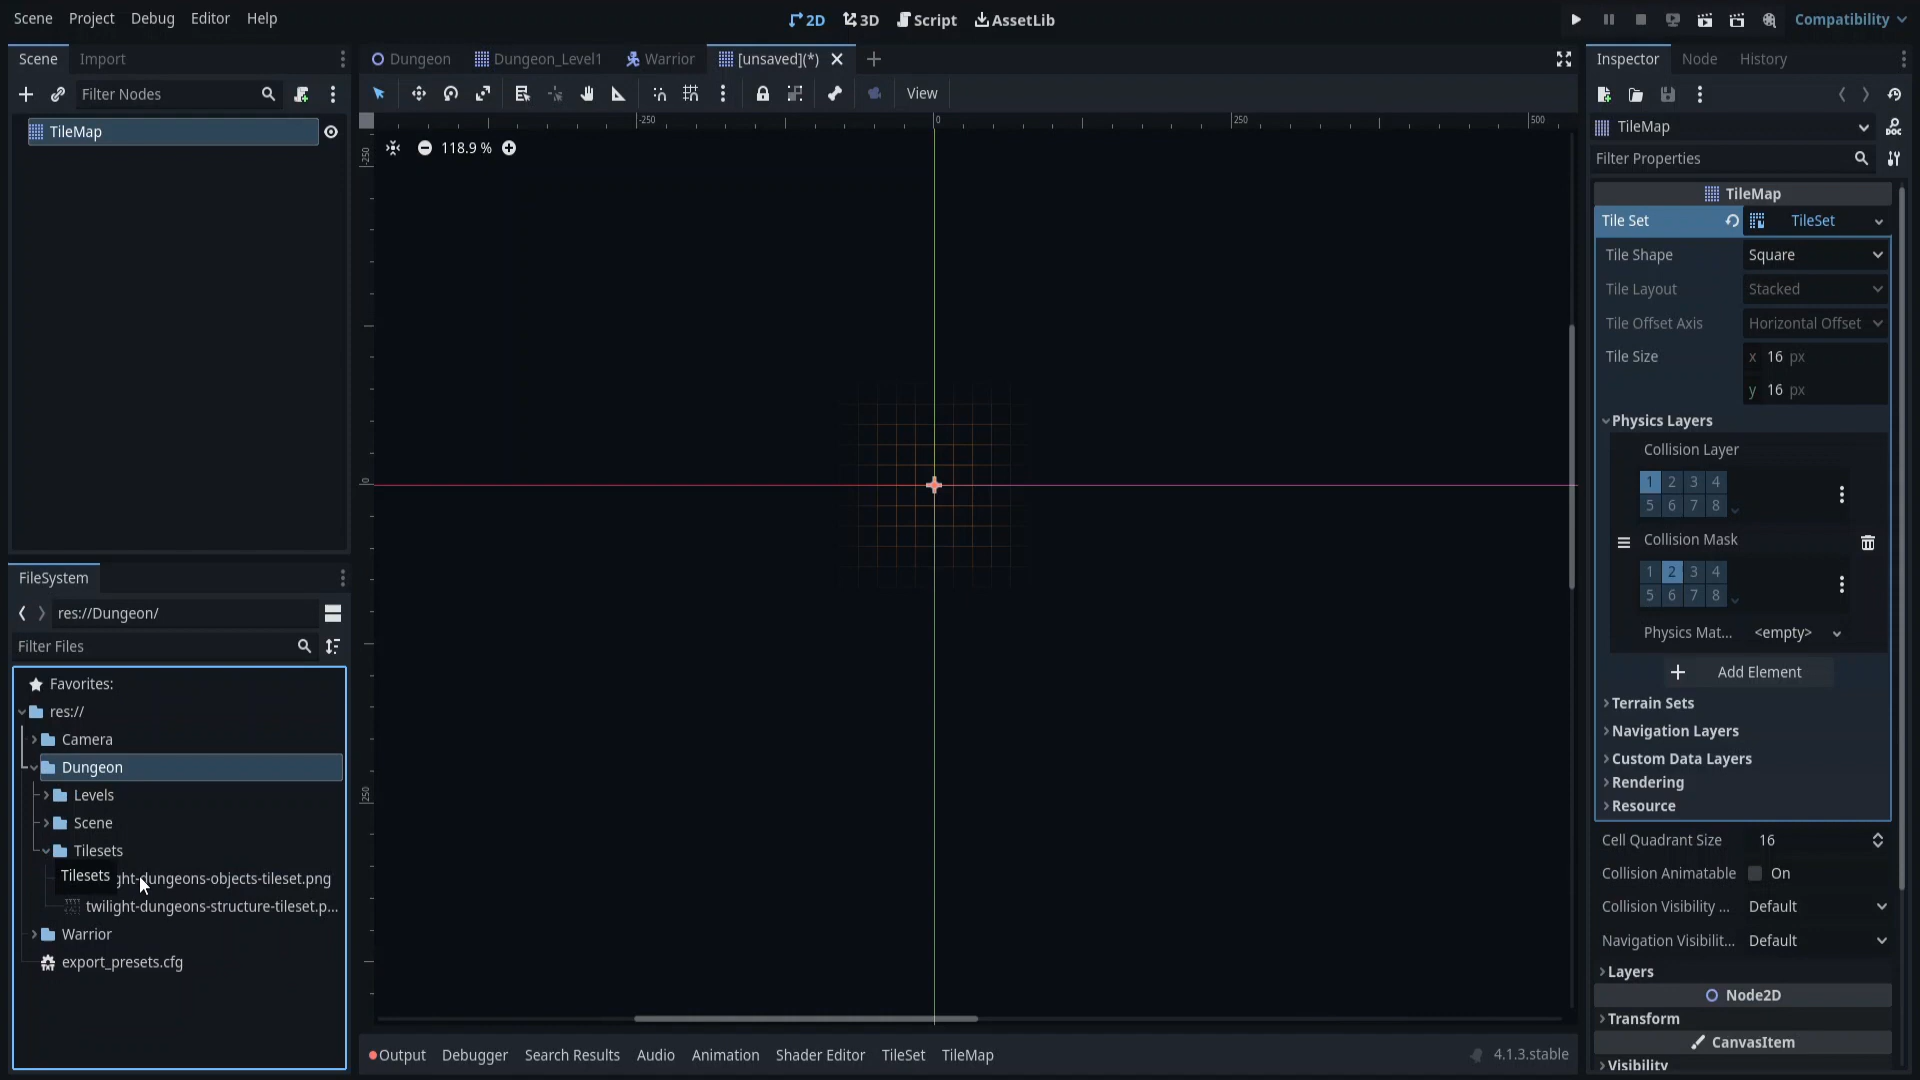 Scene Project Debug Editor Help
2D 3D Script AssetLib
Compatibility
Scene Import
Filter Nodes
TileMap
Dungeon Dungeon_Level1 Warrior [unsaved](*)
View
-250 0 250 500
-250
0
250
118.9 %
FileSystem
res://Dungeon/
Filter Files
Favorites:
res://
Camera
Dungeon
Levels
Scene
Tilesets
Tilesets
ght-dungeons-objects-tileset.png
twilight-dungeons-structure-tileset.p...
Warrior
export_presets.cfg
Output Debugger Search Results Audio Animation Shader Editor TileSet TileMap
4.1.3.stable
Inspector Node History
TileMap
DOC
Filter Properties
TileMap
Tile Set TileSet
Tile Shape Square
Tile Layout Stacked
Tile Offset Axis Horizontal Offset
Tile Size x 16 px
y 16 px
Physics Layers
Collision Layer
1 2 3 4
5 6 7 8
Collision Mask
1 2 3 4
5 6 7 8
Physics Mat... <empty>
Add Element
Terrain Sets
Navigation Layers
Custom Data Layers
Rendering
Resource
Cell Quadrant Size 16
Collision Animatable On
Collision Visibility ... Default
Navigation Visibilit... Default
Layers
Node2D
Transform
CanvasItem
Visibility